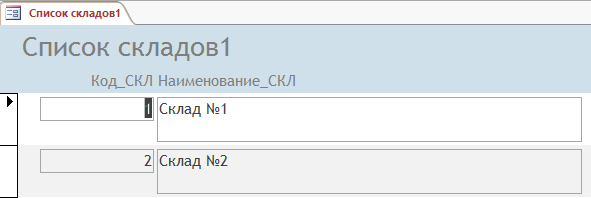 Список складов1
Список складов1
Код_СКЛ Наименование_СКЛ
1 Склад №1
2 Склад №2